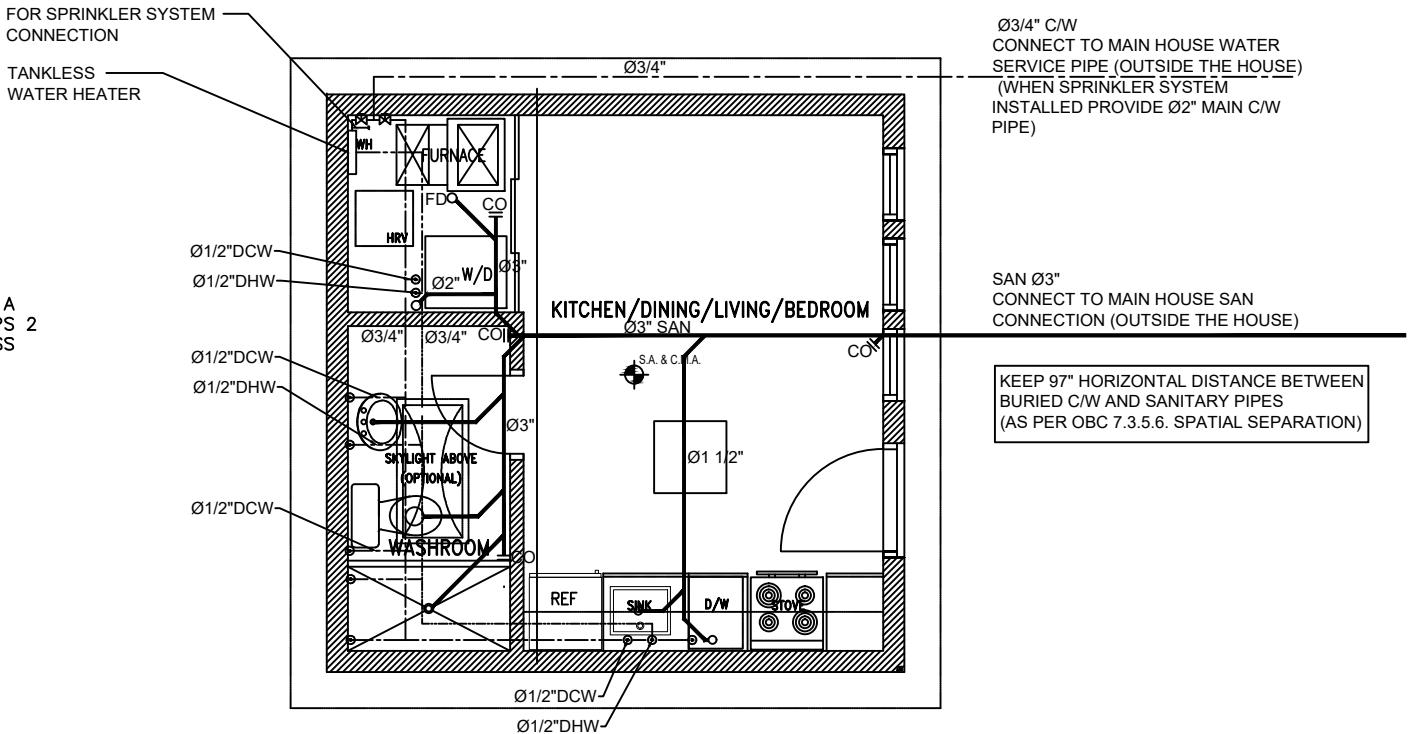 FOR SPRINKLER SYSTEM
CONNECTION
TANKLESS
WATER HEATER
Ø3/4"
Ø3/4" C/W
CONNECT TO MAIN HOUSE WATER
SERVICE PIPE (OUTSIDE THE HOUSE)
(WHEN SPRINKLER SYSTEM
INSTALLED PROVIDE Ø2" MAIN C/W
PIPE)
WH
FURNACE
FD
CO
HRV
Ø1/2"DCW
Ø1/2"DHW
Ø2"
W/D
Ø3"
A
PS 2
SS
KITCHEN/DINING/LIVING/BEDROOM
Ø3" SAN
SAN Ø3"
CONNECT TO MAIN HOUSE SAN
CONNECTION (OUTSIDE THE HOUSE)
Ø3/4"
Ø3/4"
CO
CO
Ø1/2"DCW
Ø1/2"DHW
S.A. & C.M.A.
KEEP 97" HORIZONTAL DISTANCE BETWEEN
BURIED C/W AND SANITARY PIPES
(AS PER OBC 7.3.5.6. SPATIAL SEPARATION)
Ø3"
SKYLIGHT ABOVE
(OPTIONAL)
Ø1 1/2"
Ø1/2"DCW
WASHROOM
CO
REF
SINK
D/W
STOVE
Ø1/2"DCW
Ø1/2"DHW